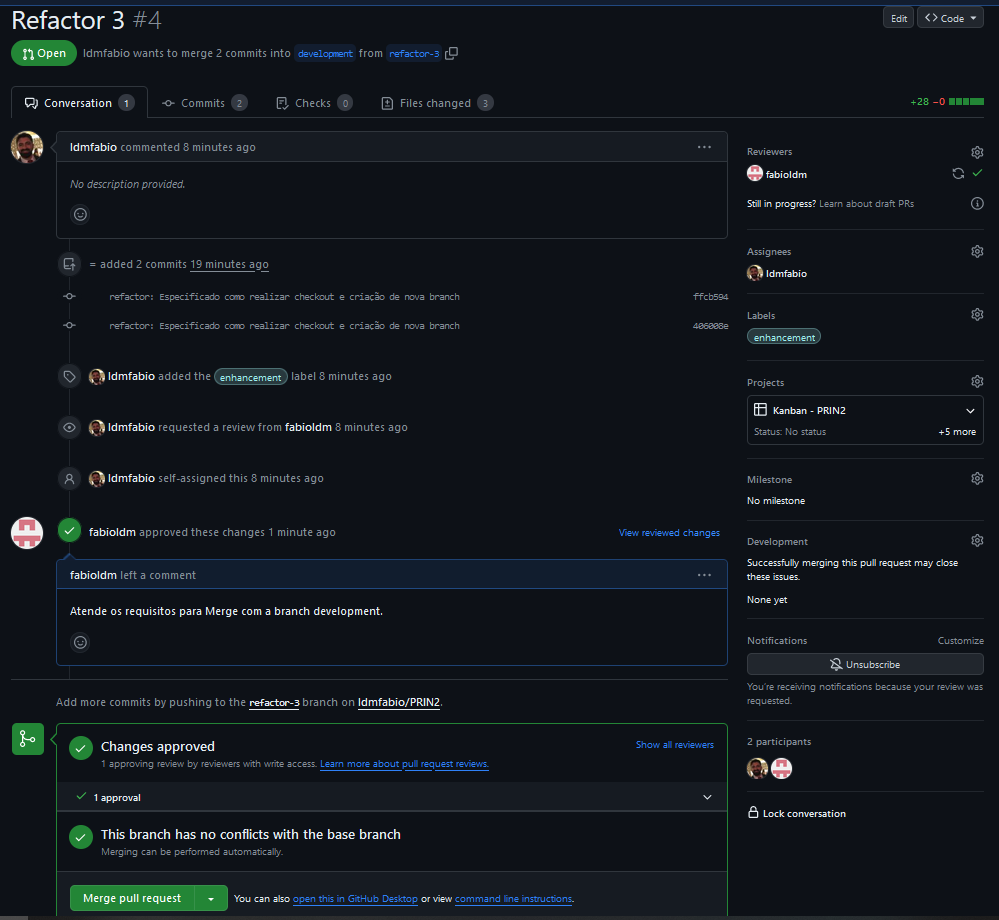 Refactor 3 #4
Edit
Code
Open
ldmfabio wants to merge 2 commits into development from refactor-3
Conversation 1
Commits 2
Checks 0
Files changed 3
+28 −0
ldmfabio commented 8 minutes ago
No description provided.
= added 2 commits 19 minutes ago
refactor: Especificado como realizar checkout e criação de nova branch ffcb594
refactor: Especificado como realizar checkout e criação de nova branch 406008e
ldmfabio added the enhancement label 8 minutes ago
ldmfabio requested a review from fabioldm 8 minutes ago
ldmfabio self-assigned this 8 minutes ago
fabioldm approved these changes 1 minute ago
View reviewed changes
fabioldm left a comment
Atende os requisitos para Merge com a branch development.
Add more commits by pushing to the refactor-3 branch on ldmfabio/PRIN2.
Changes approved
Show all reviewers
1 approving review by reviewers with write access. Learn more about pull request reviews.
1 approval
This branch has no conflicts with the base branch
Merging can be performed automatically.
Merge pull request
You can also open this in GitHub Desktop or view command line instructions.
Reviewers
fabioldm
Still in progress? Learn about draft PRs
Assignees
ldmfabio
Labels
enhancement
Projects
Kanban - PRIN2
Status: No status
+5 more
Milestone
No milestone
Development
Successfully merging this pull request may close
these issues.
None yet
Notifications
Customize
Unsubscribe
You're receiving notifications because your review was
requested.
2 participants
Lock conversation